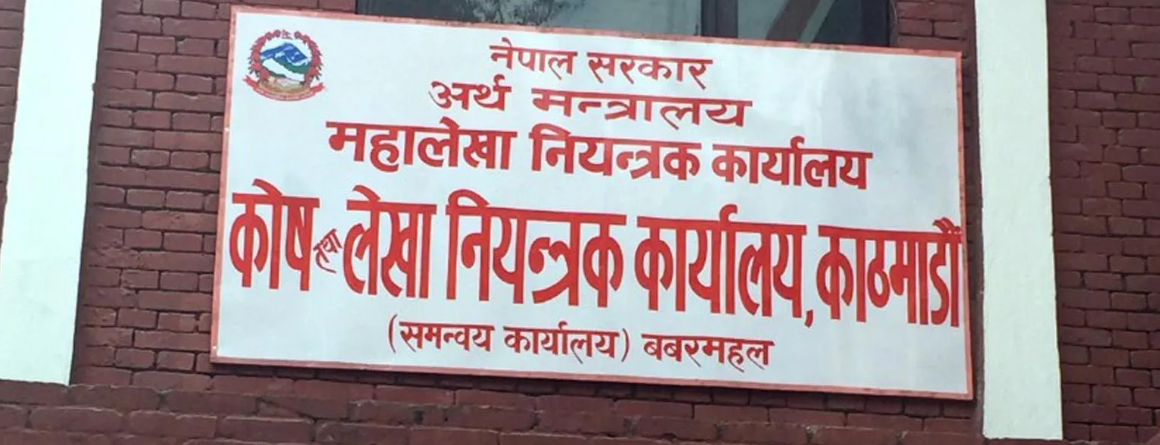 नेपाल सरकार
अर्थ मन्त्रालय
महालेखा नियन्त्रक कार्यालय
कोष तथा लेखा नियन्त्रक कार्यालय, काठमाडौं
(समन्वय कार्यालय) बबरमहल